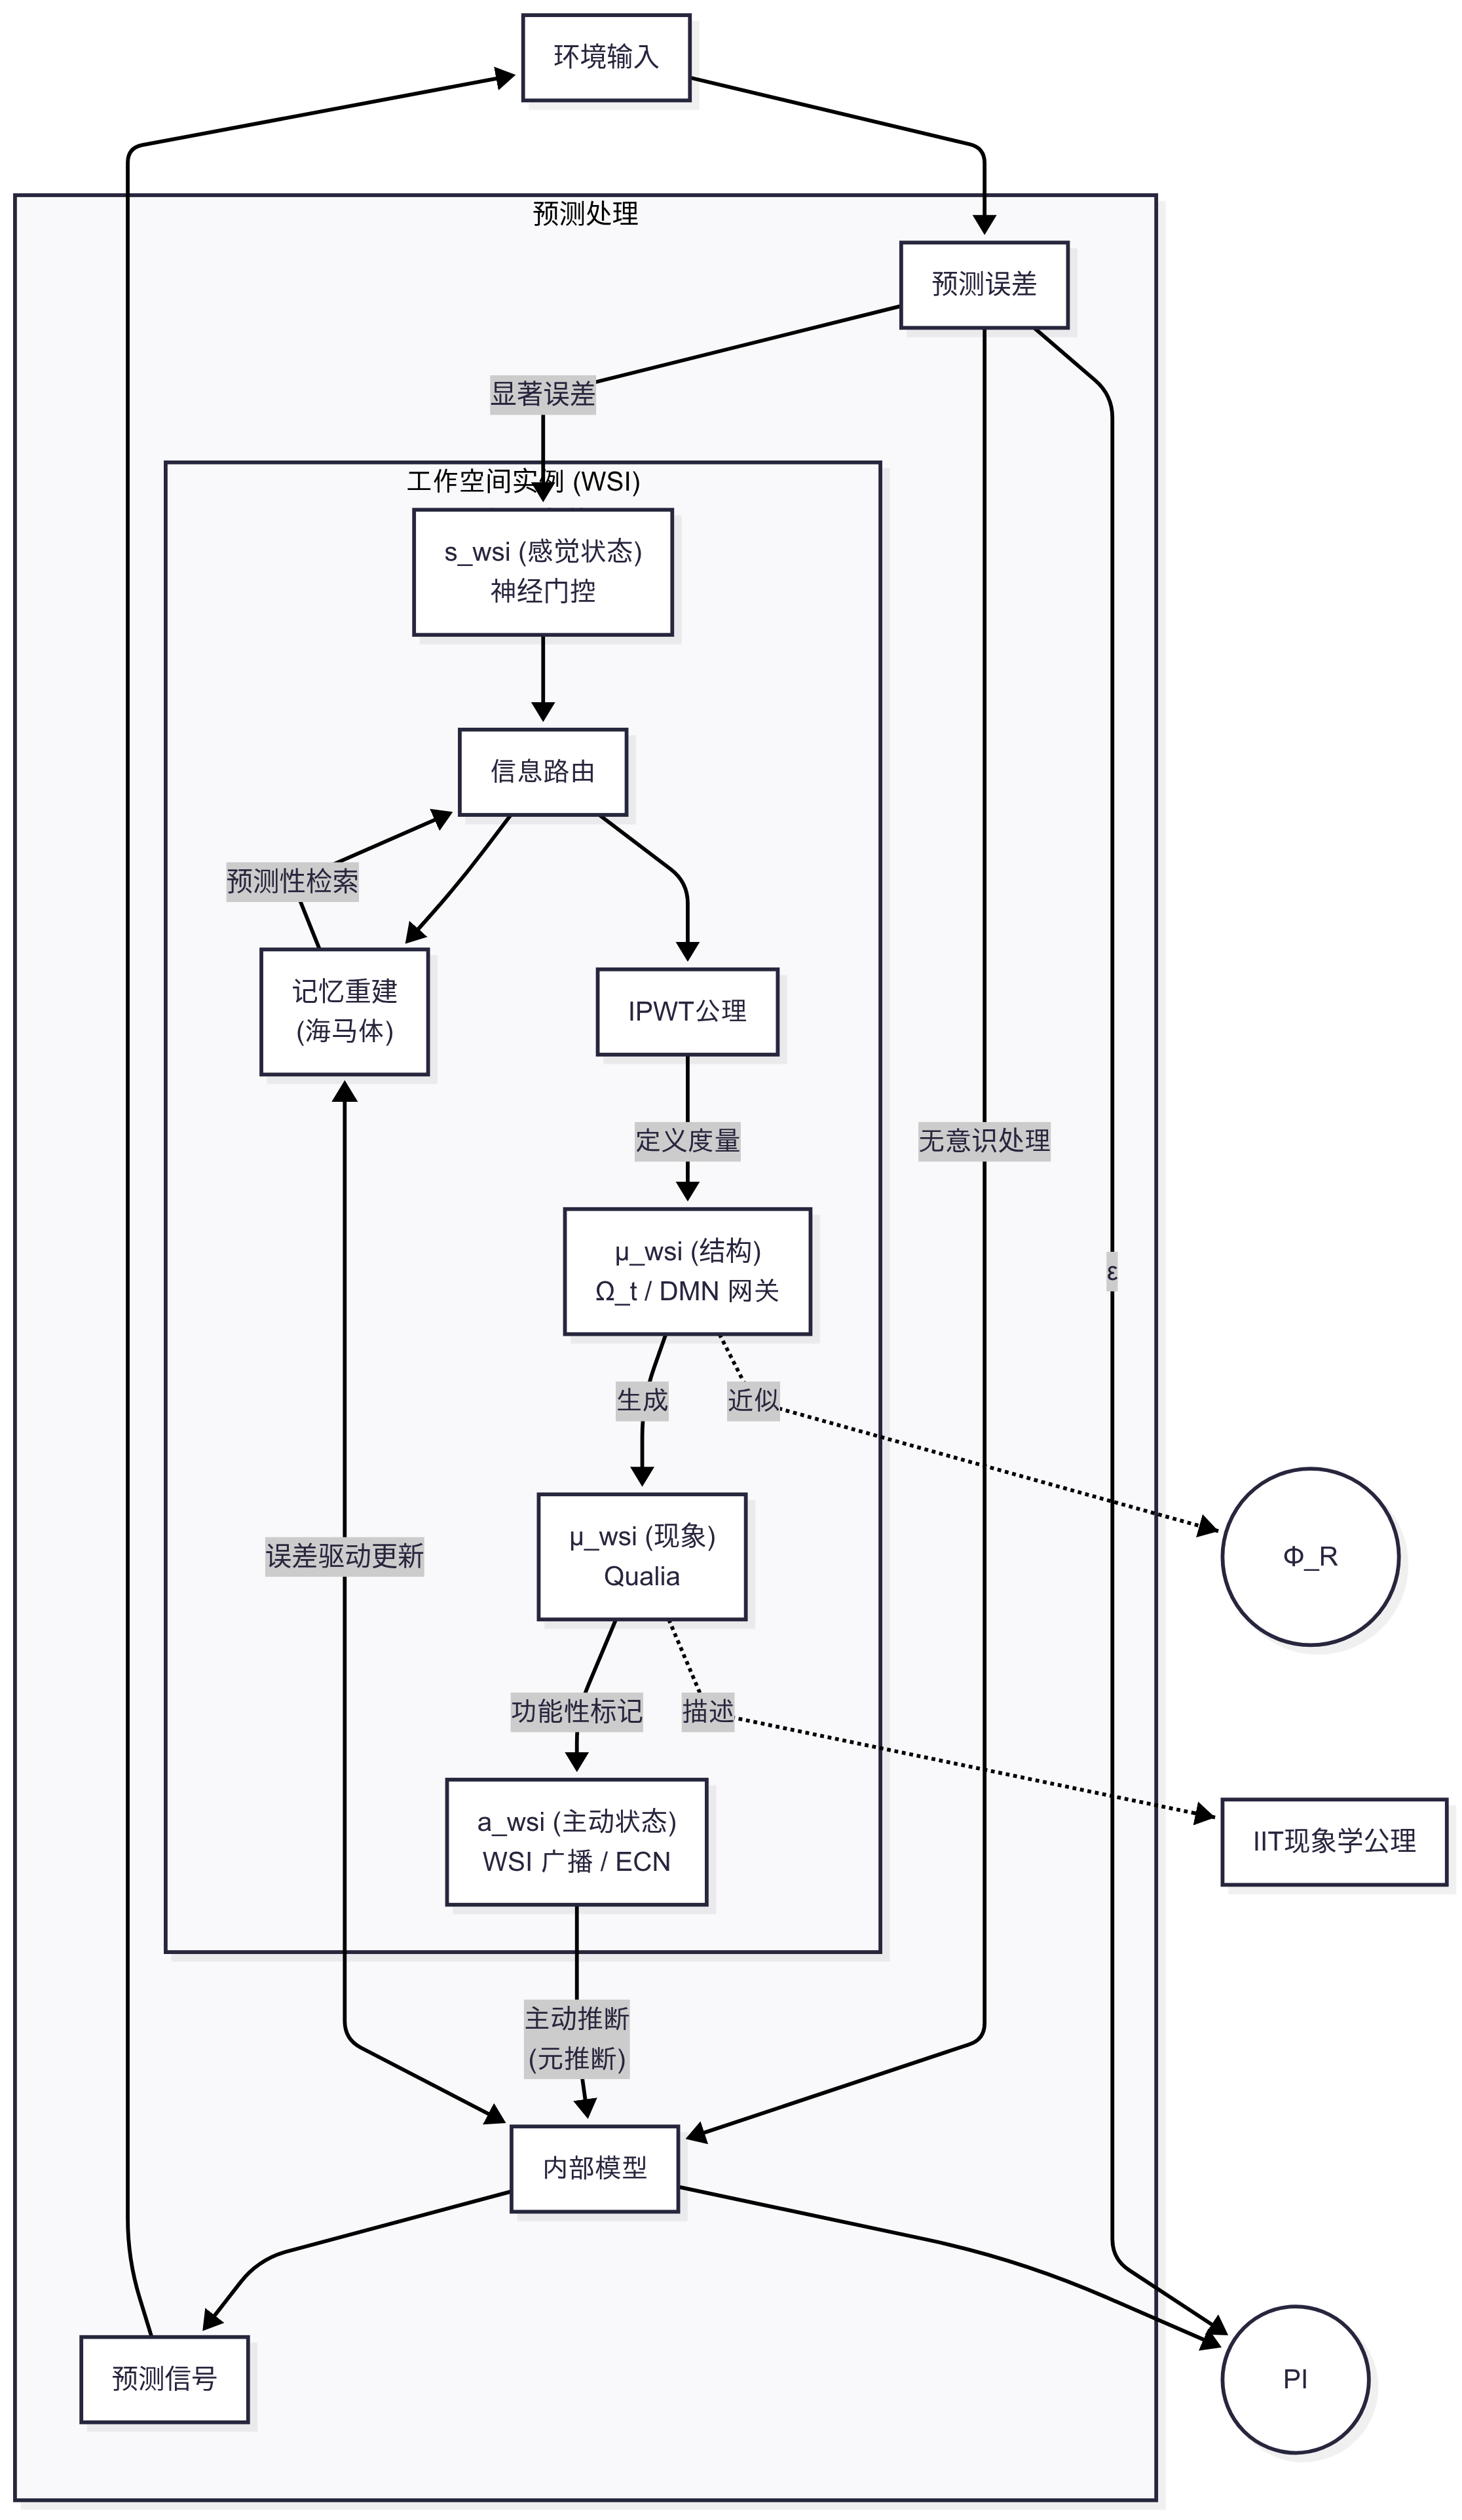 环境输入
预测处理
预测误差
显著误差
工作空间实例 (WSI)
s_wsi (感觉状态)
神经门控
信息路由
预测性检索
记忆重建
(海马体)
IPWT公理
定义度量
无意识处理
μ_wsi (结构)
Ω_t / DMN 网关
ε
生成
近似
μ_wsi (现象)
Qualia
误差驱动更新
Φ_R
功能性标记
描述
a_wsi (主动状态)
WSI 广播 / ECN
IIT现象学公理
主动推断
(元推断)
内部模型
预测信号
PI